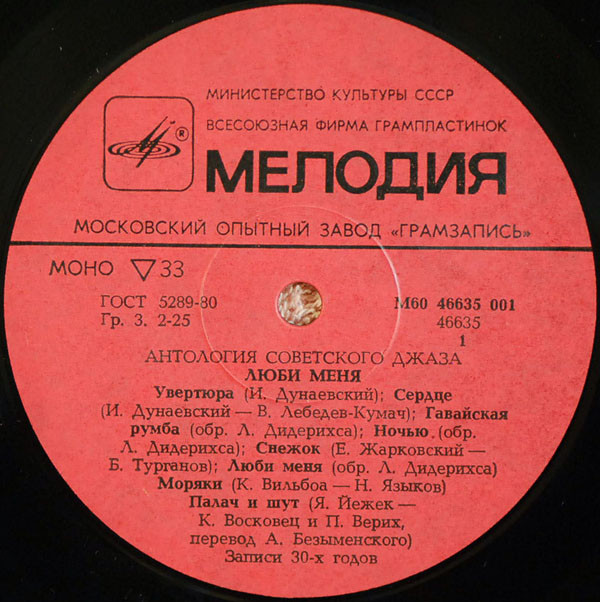 МИНИСТЕРСТВО КУЛЬТУРЫ СССР
ВСЕСОЮЗНАЯ ФИРМА ГРАМПЛАСТИНОК
®
МЕЛОДИЯ
МОСКОВСКИЙ ОПЫТНЫЙ ЗАВОД «ГРАМЗАПИСЬ»
МОНО ▽ 33
ГОСТ 5289-80
Гр. 3. 2-25
М60 46635 001
46635
1
АНТОЛОГИЯ СОВЕТСКОГО ДЖАЗА
ЛЮБИ МЕНЯ
Увертюра (И. Дунаевский); Сердце
(И. Дунаевский — В. Лебедев-Кумач); Гавайская
румба (обр. Л. Дидерихса); Ночью (обр.
Л. Дидерихса); Снежок (Е. Жарковский —
Б. Турганов); Люби меня (обр. Л. Дидерихса)
Моряки (К. Вильбоа — Н. Языков)
Палач и шут (Я. Йежек —
К. Восковец и П. Верих,
перевод А. Безыменского)
Записи 30-х годов